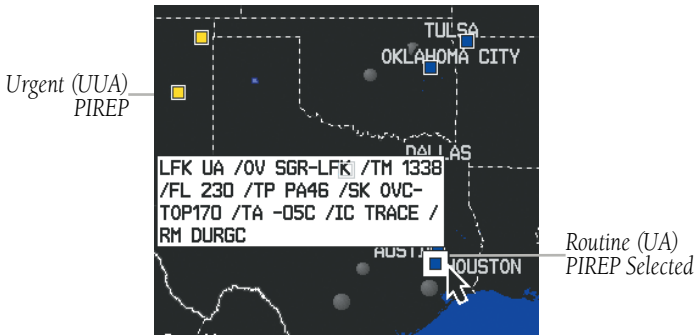 TULSA
OKLAHOMA CITY
Urgent (UUA)
PIREP
DALLAS
LFK UA /OV SGR-LFK /TM 1338
/FL 230 /TP PA46 /SK OVC-
TOP170 /TA -05C /IC TRACE /
RM DURGC
HOUSTON
Routine (UA)
PIREP Selected